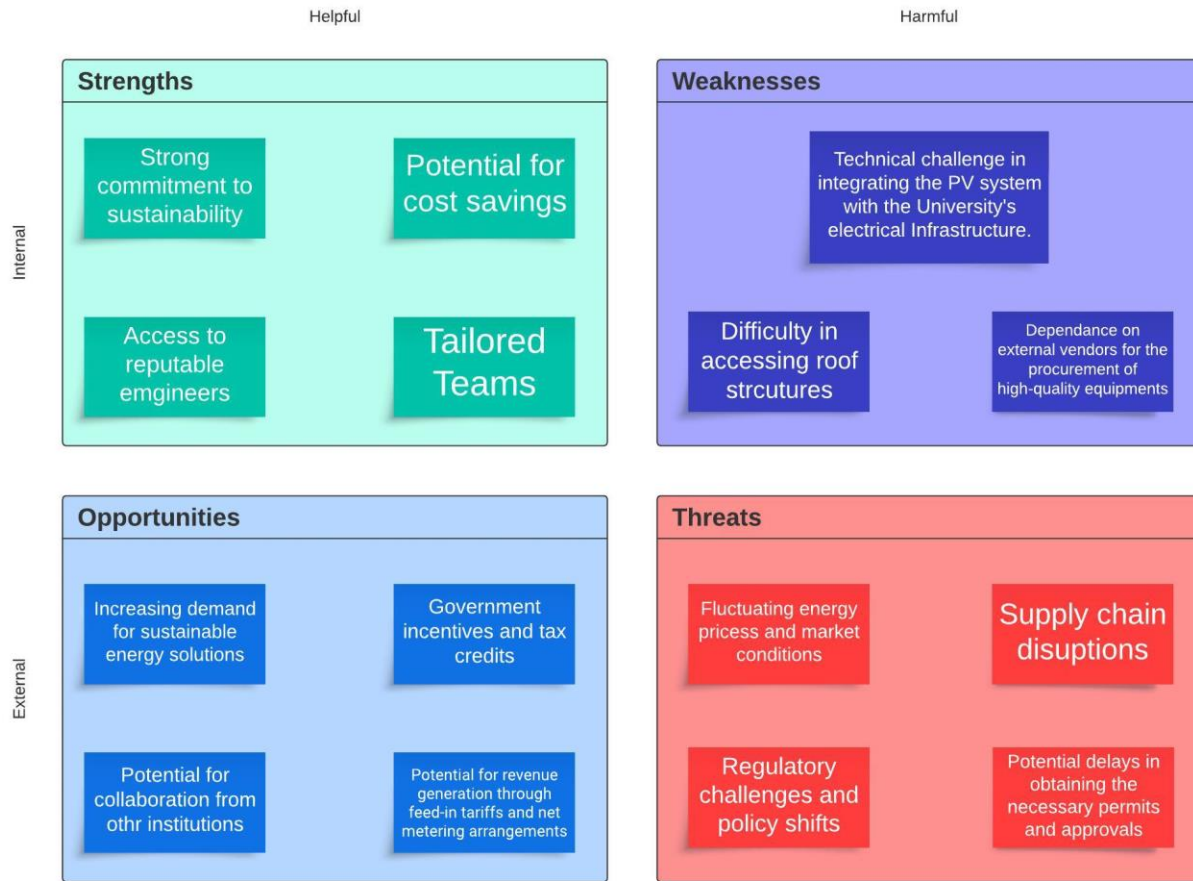 Helpful
Harmful
Internal
Strengths
Strong
commitment to
sustainability
Potential for
cost savings
Access to
reputable
emgineers
Tailored
Teams
Weaknesses
Technical challenge in
integrating the PV system
with the University's
electrical Infrastructure.
Difficulty in
accessing roof
strcutures
Dependance on
external vendors for the
procurement of
high-quality equipments
External
Opportunities
Increasing demand
for sustainable
energy solutions
Government
incentives and tax
credits
Potential for
collaboration from
othr institutions
Potential for revenue
generation through
feed-in tariffs and net
metering arrangements
Threats
Fluctuating energy
pricess and market
conditions
Supply chain
disuptions
Regulatory
challenges and
policy shifts
Potential delays in
obtaining the
necessary permits
and approvals